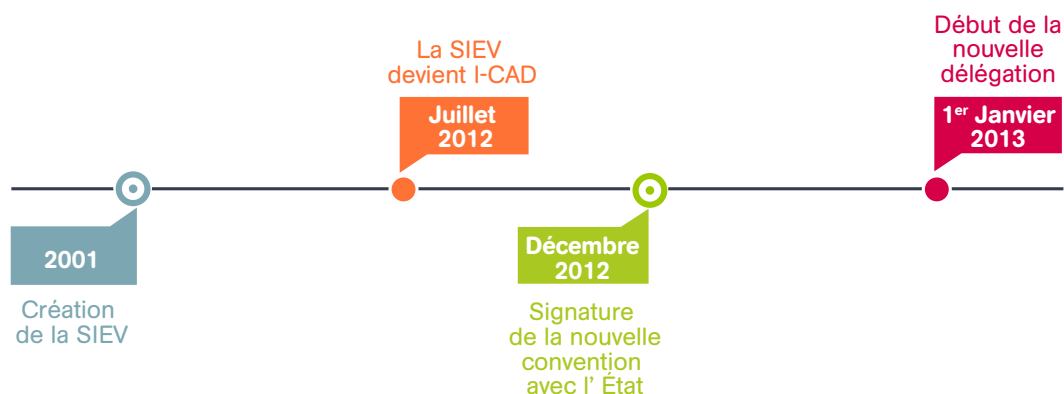 2001
Création
de la SIEV
La SIEV
devient I-CAD
Juillet
2012
Décembre
2012
Signature
de la nouvelle
convention
avec l' État
Début de la
nouvelle
délégation
1er Janvier
2013